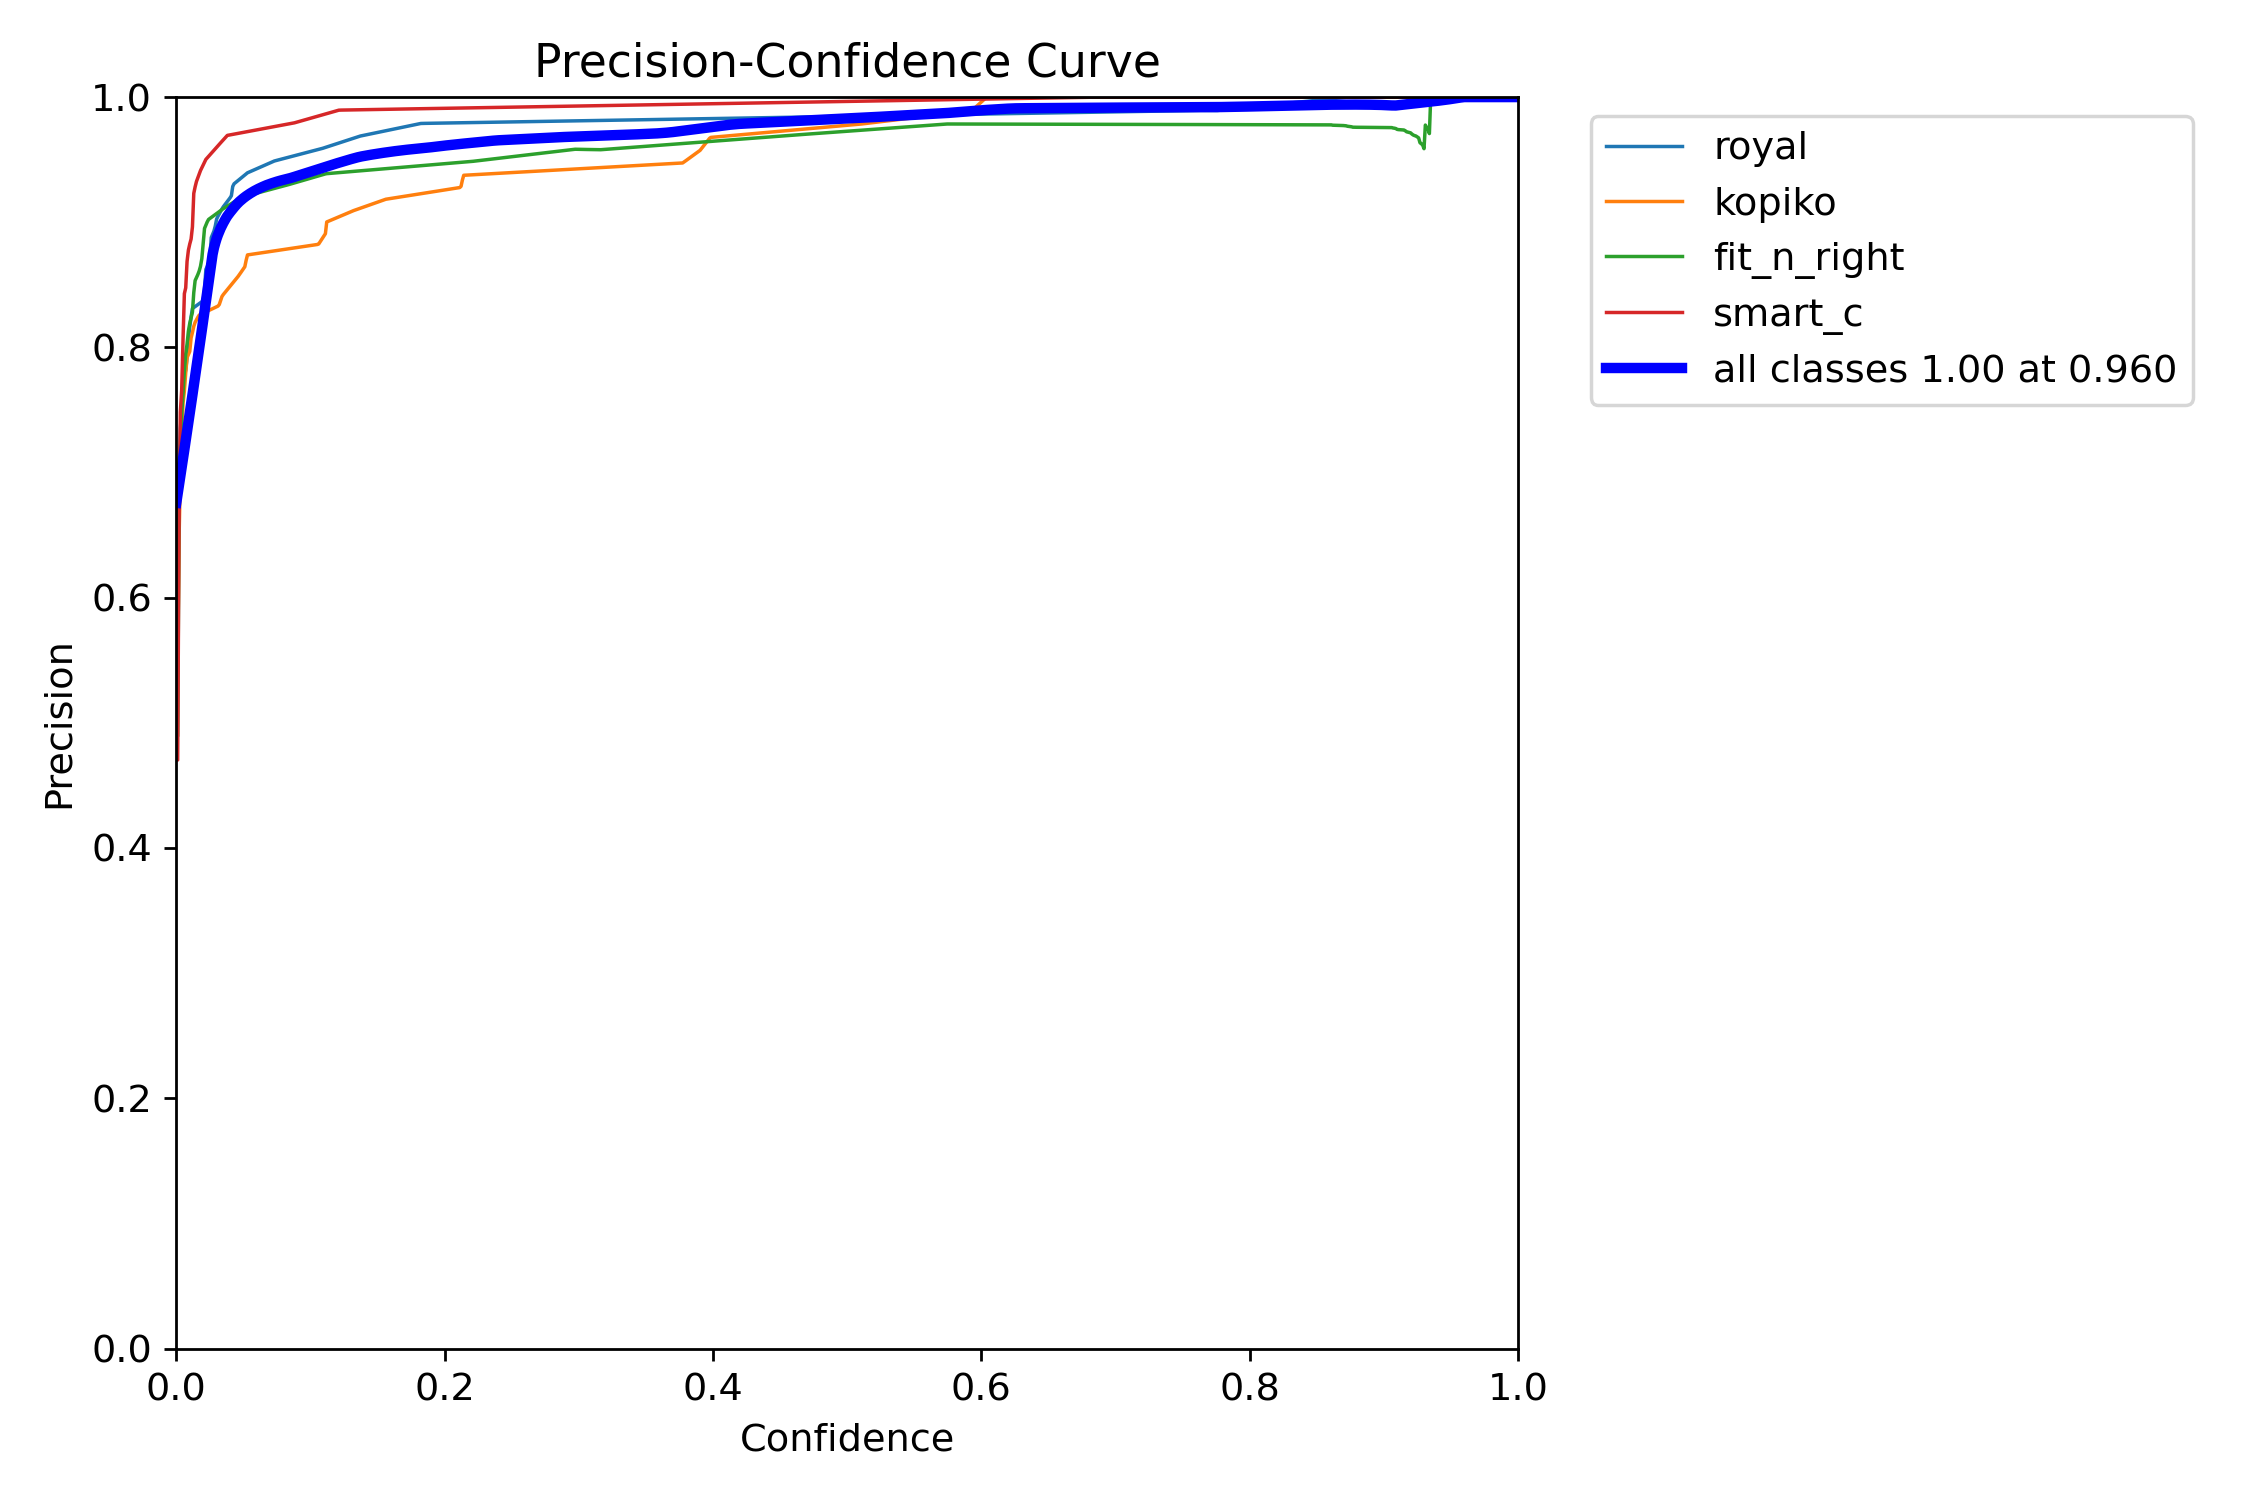 Precision-Confidence Curve
1.0
0.8
0.6
0.4
0.2
0.0
Precision
0.0 0.2 0.4 0.6 0.8 1.0
Confidence
royal
kopiko
fit_n_right
smart_c
all classes 1.00 at 0.960